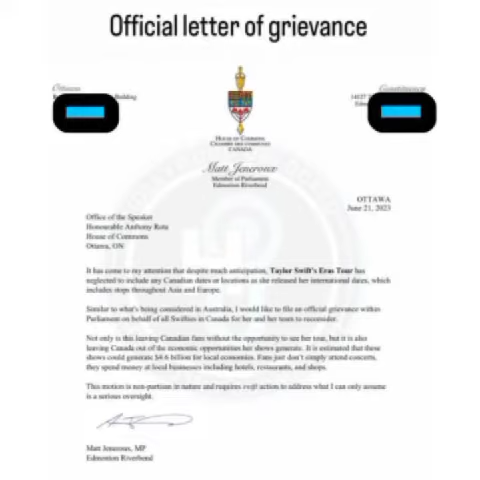 Official letter of grievance
Ottawa
Constituency
Building
HOUSE OF COMMONS
CHAMBRE DES COMMUNES
CANADA
Matt Jeneroux
Member of Parliament
Edmonton Riverbend
OTTAWA
June 21, 2023
Office of the Speaker
Honourable Anthony Rota
House of Commons
Ottawa, ON
It has come to my attention that despite much anticipation, Taylor Swift's Eras Tour has
neglected to include any Canadian dates or locations as she released her international dates, which
includes stops throughout Asia and Europe.
Similar to what's being considered in Australia, I would like to file an official grievance within
Parliament on behalf of all Swifties in Canada for her and her team to reconsider.
Not only is this leaving Canadian fans without the opportunity to see her tour, but it is also
leaving Canada out of the economic opportunities her shows generate. It is estimated that these
shows could generate $4.6 billion for local economies. Fans just don't simply attend concerts,
they spend money at local businesses including hotels, restaurants, and shops.
This motion is non-partisan in nature and requires swift action to address what I can only assume
is a serious oversight.
Matt Jeneroux, MP
Edmonton Riverbend